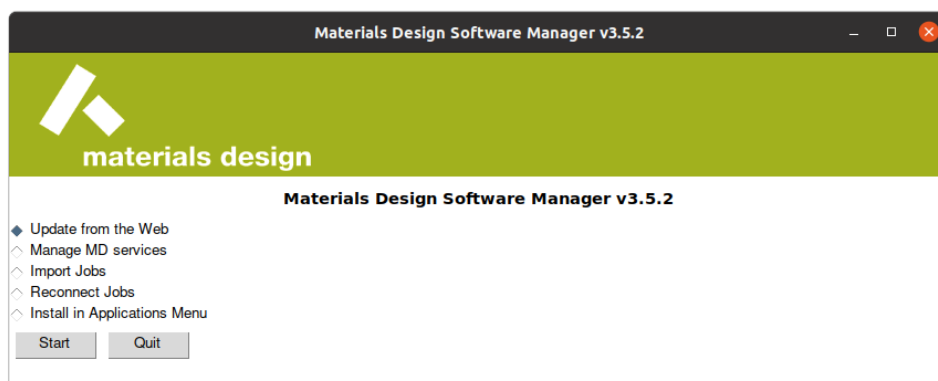 Materials Design Software Manager v3.5.2
materials design
Materials Design Software Manager v3.5.2
Update from the Web
Manage MD services
Import Jobs
Reconnect Jobs
Install in Applications Menu
Start Quit